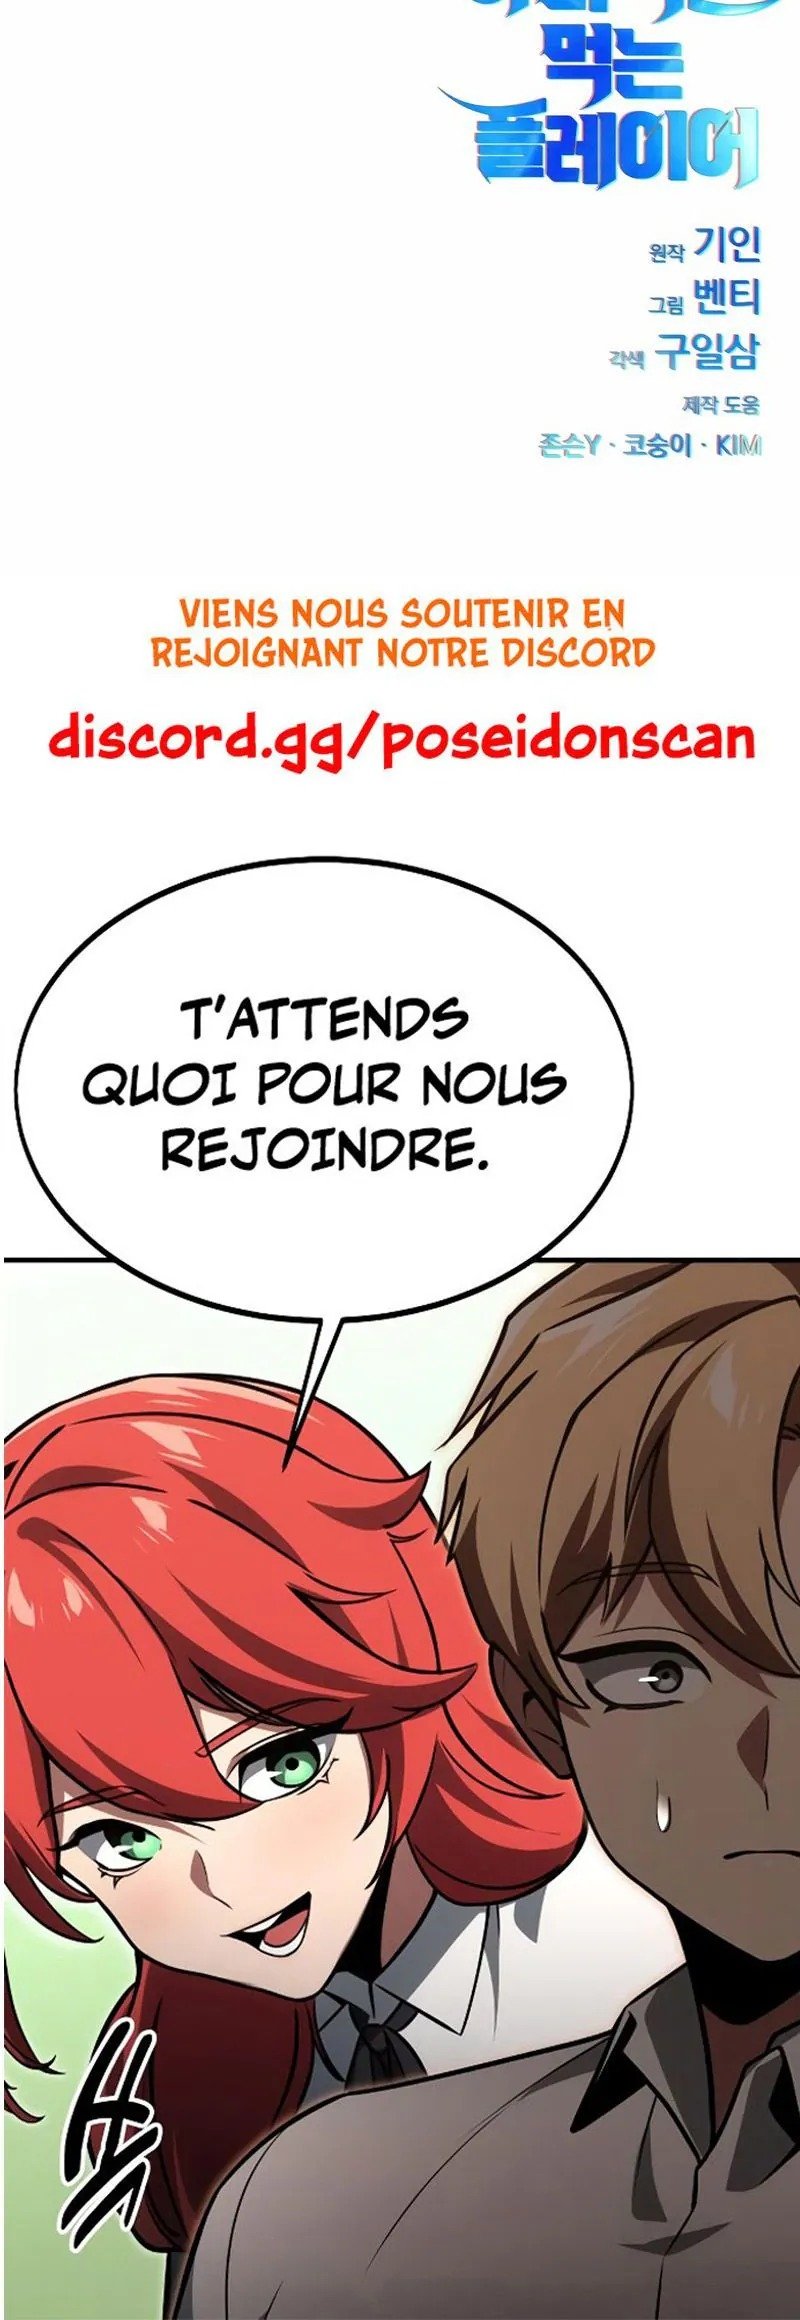 먹는
플레이어
원작 기인
그림 벤티
각색 구일삼
제작 도움
존슨Y · 코숭이 · KIM
VIENS NOUS SOUTENIR EN
REJOIGNANT NOTRE DISCORD
discord.gg/poseidonscan
T'ATTENDS
QUOI POUR NOUS
REJOINDRE.